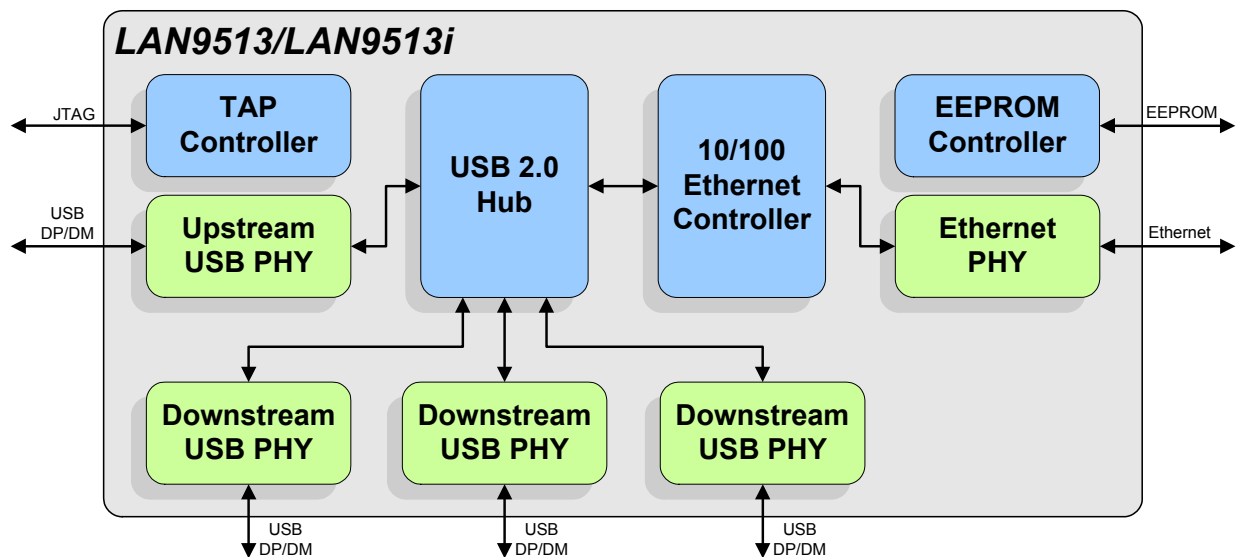 LAN9513/LAN9513i
JTAG
TAP
Controller
USB 2.0
Hub
10/100
Ethernet
Controller
EEPROM
Controller
EEPROM
USB
DP/DM
Upstream
USB PHY
Ethernet
PHY
Ethernet
Downstream
USB PHY
Downstream
USB PHY
Downstream
USB PHY
USB
DP/DM
USB
DP/DM
USB
DP/DM